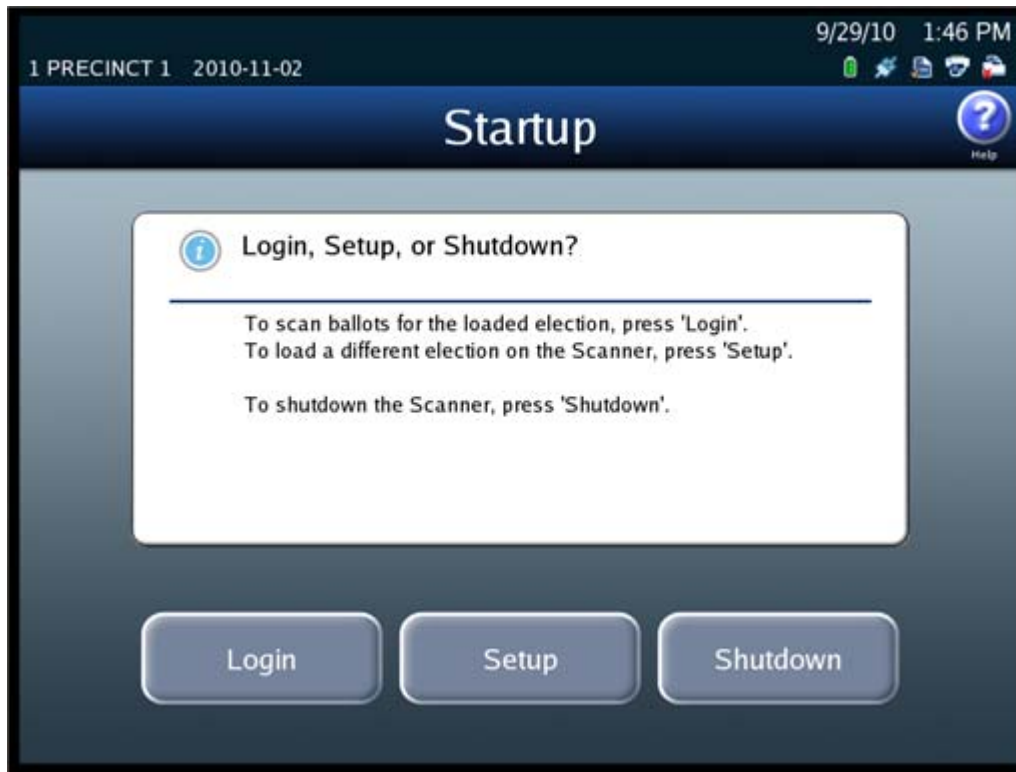 9/29/10 1:46 PM
1 PRECINCT 1 2010-11-02
Startup
Help
Login, Setup, or Shutdown?
To scan ballots for the loaded election, press 'Login'.
To load a different election on the Scanner, press 'Setup'.
To shutdown the Scanner, press 'Shutdown'.
Login Setup Shutdown